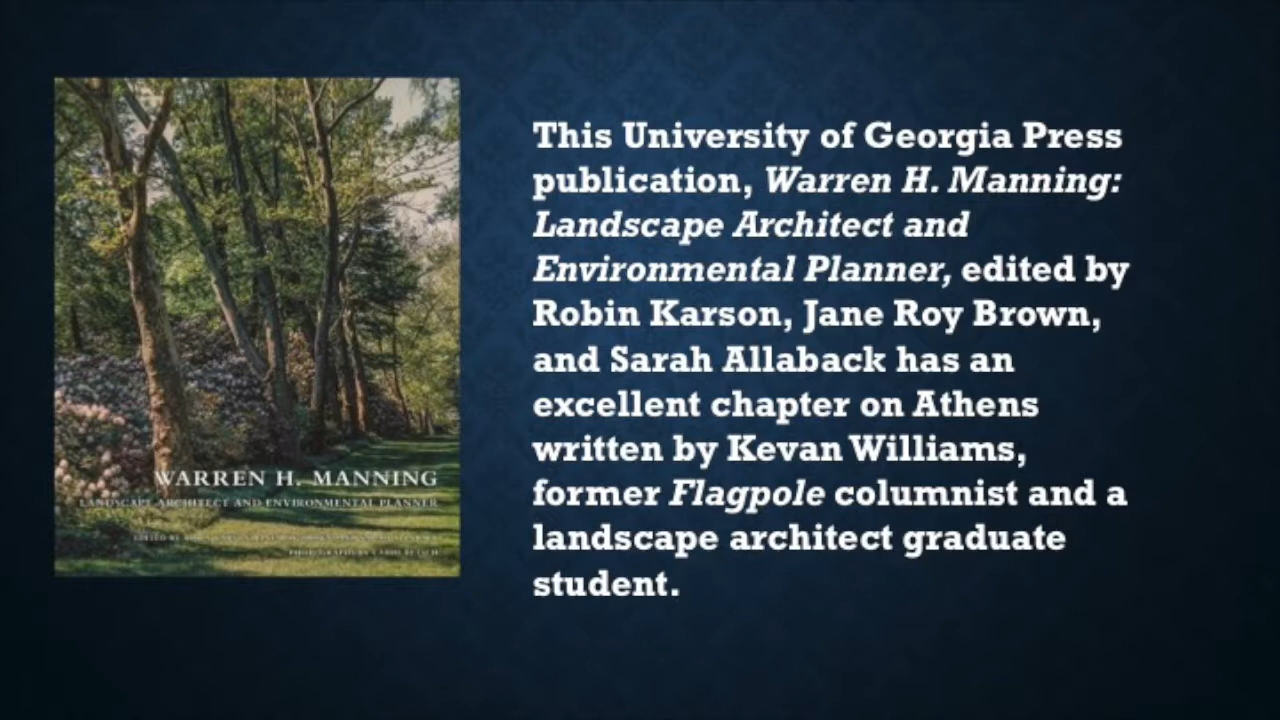 WARREN H. MANNING
LANDSCAPE ARCHITECT AND ENVIRONMENTAL PLANNER
EDITED BY
This University of Georgia Press
publication, Warren H. Manning:
Landscape Architect and
Environmental Planner, edited by
Robin Karson, Jane Roy Brown,
and Sarah Allaback has an
excellent chapter on Athens
written by Kevan Williams,
former Flagpole columnist and a
landscape architect graduate
student.